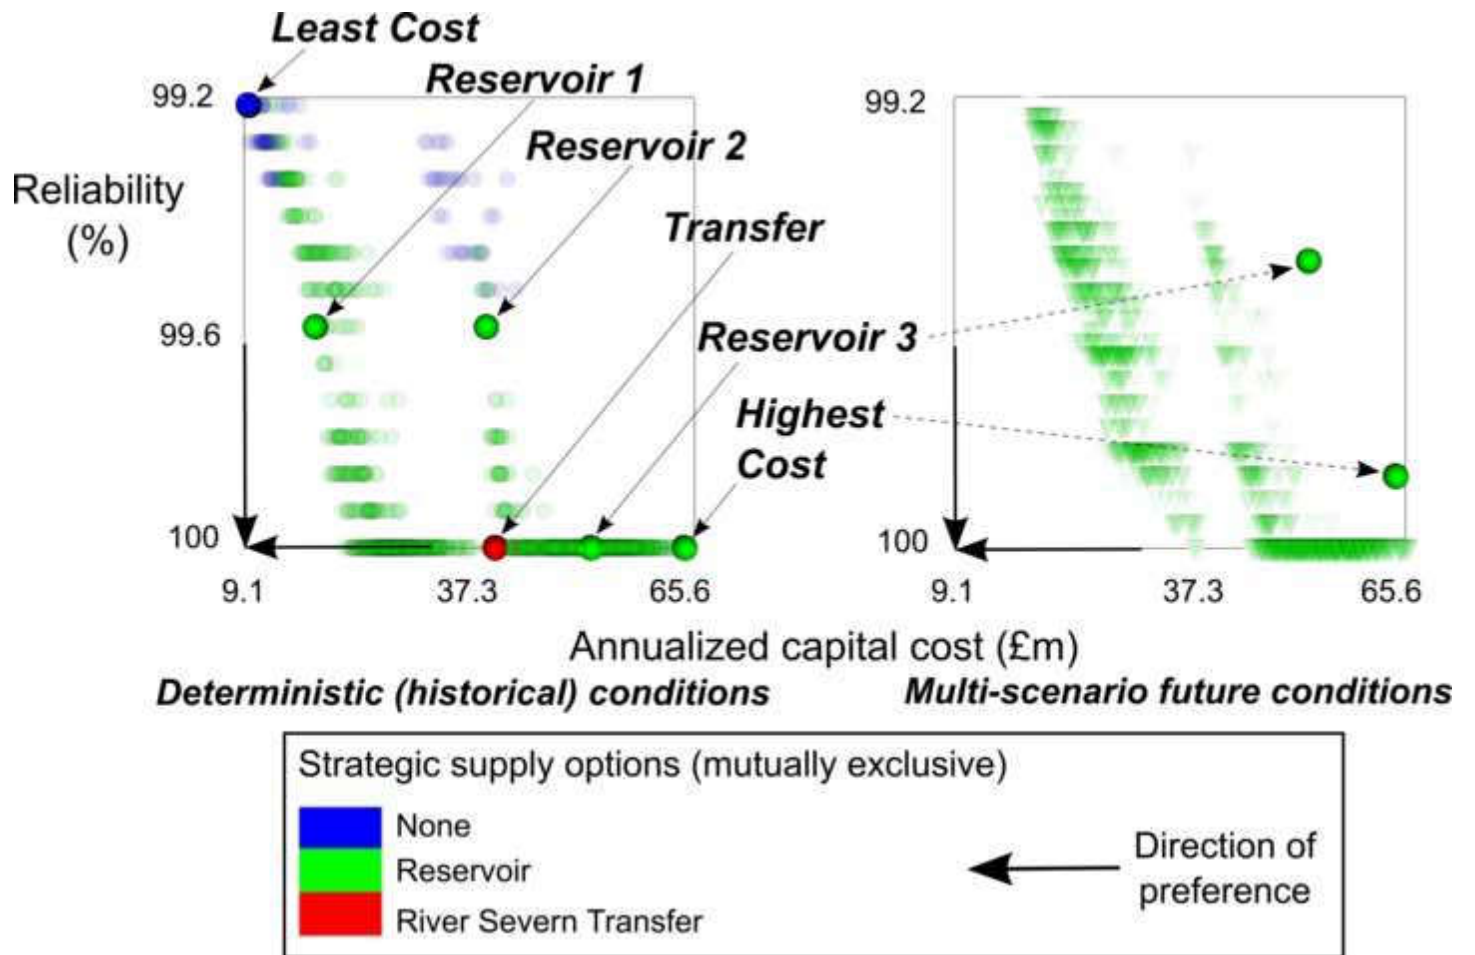 Least Cost
Reservoir 1
99.2
99.2
Reservoir 2
Reliability
(%)
Transfer
99.6
Reservoir 3
Highest
Cost
100
100
9.1
37.3
65.6
9.1
37.3
65.6
Annualized capital cost (£m)
Deterministic (historical) conditions
Multi-scenario future conditions
Strategic supply options (mutually exclusive)
None
Reservoir
River Severn Transfer
Direction of
preference